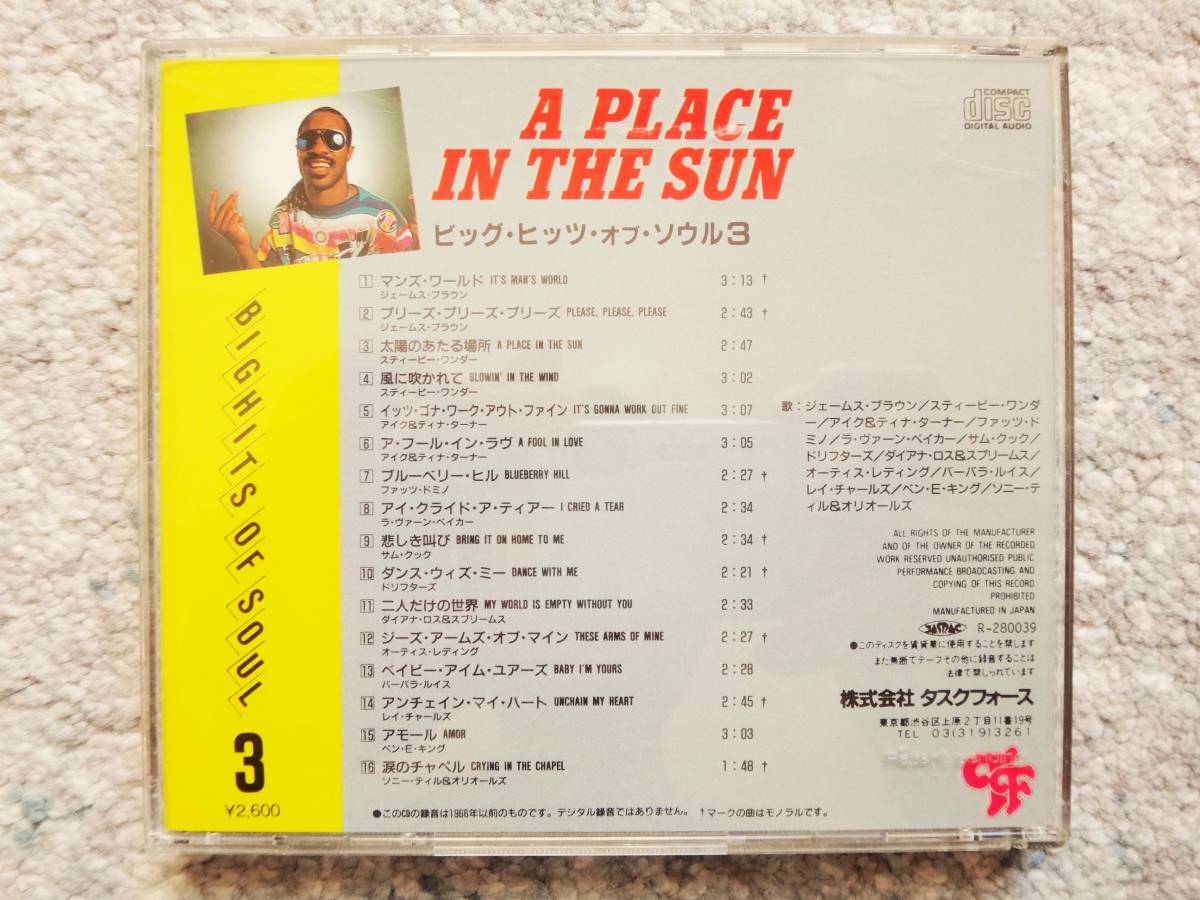 A PLACE
IN THE SUN
ビッグ・ヒッツ・オブ・ソウル3
COMPACT
disc
DIGITAL AUDIO
BIG HITS OF SOUL
3
¥2,600
1 マンズ・ワールド IT'S MAN'S WORLD 3:13 †
ジェームス・ブラウン
2 プリーズ・プリーズ・プリーズ PLEASE, PLEASE, PLEASE 2:43 †
ジェームス・ブラウン
3 太陽のあたる場所 A PLACE IN THE SUN 2:47
スティービー・ワンダー
4 風に吹かれて BLOWIN' IN THE WIND 3:02
スティービー・ワンダー
5 イッツ・ゴナ・ワーク・アウト・ファイン IT'S GONNA WORK OUT FINE 3:07
アイク&ティナ・ターナー
6 ア・フール・イン・ラヴ A FOOL IN LOVE 3:05
アイク&ティナ・ターナー
7 ブルーベリー・ヒル BLUEBERRY HILL 2:27 †
ファッツ・ドミノ
8 アイ・クライド・ア・ティアー I CRIED A TEAR 2:34
ラ・ヴァーン・ベイカー
9 悲しき叫び BRING IT ON HOME TO ME 2:34 †
サム・クック
10 ダンス・ウィズ・ミー DANCE WITH ME 2:21 †
ドリフターズ
11 二人だけの世界 MY WORLD IS EMPTY WITHOUT YOU 2:33
ダイアナ・ロス&スプリームス
12 ジーズ・アームズ・オブ・マイン THESE ARMS OF MINE 2:27 †
オーティス・レディング
13 ベイビー・アイム・ユアーズ BABY I'M YOURS 2:28
バーバラ・ルイス
14 アンチェイン・マイ・ハート UNCHAIN MY HEART 2:45 †
レイ・チャールズ
15 アモール AMOR 3:03
ベン・E・キング
16 涙のチャペル CRYING IN THE CHAPEL 1:48 †
ソニー・ティル&オリオールズ
●このCDの録音は1966年以前のものです。デジタル録音ではありません。 †マークの曲はモノラルです。
歌：ジェームス・ブラウン／スティービー・ワンダ
ー／アイク&ティナ・ターナー／ファッツ・ド
ミノ／ラ・ヴァーン・ベイカー／サム・クック／
ドリフターズ／ダイアナ・ロス&スプリームス／
オーティス・レディング／バーバラ・ルイス／
レイ・チャールズ／ベン・E・キング／ソニー・テ
ィル&オリオールズ
ALL RIGHTS OF THE MANUFACTURER
AND OF THE OWNER OF THE RECORDED
WORK RESERVED UNAUTHORISED PUBLIC
PERFORMANCE BROADCASTING AND
COPYING OF THIS RECORD
PROHIBITED
MANUFACTURED IN JAPAN
JASRAC R-280039
●このディスクを賃貸業に使用することを禁します
また無断でテープその他に録音することは
法律で禁しられています
株式会社 タスクフォース
東京都渋谷区上原2丁目11番19号
TEL 03(319)3261